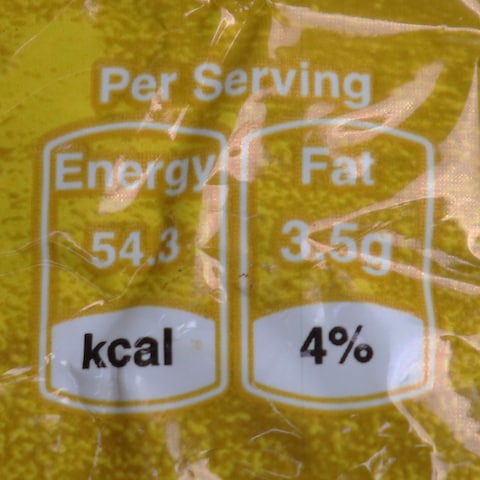 Per Serving
Energy
54.3
kcal
Fat
3.5g
4%